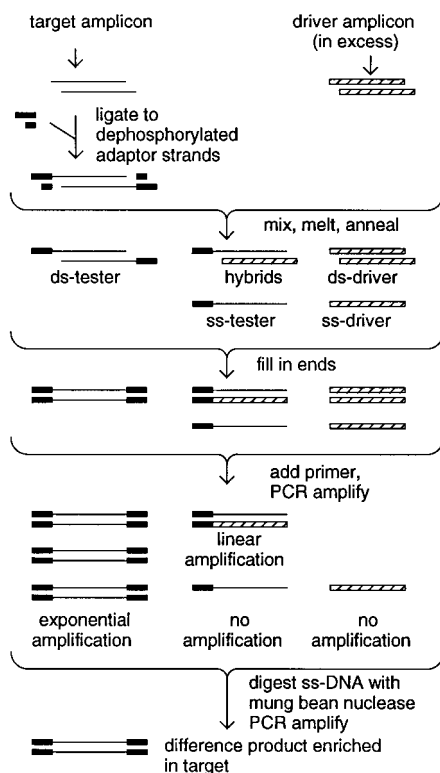 target amplicon
driver amplicon
(in excess)
ligate to
dephosphorylated
adaptor strands
mix, melt, anneal
ds-tester
hybrids
ds-driver
ss-tester
ss-driver
fill in ends
add primer,
PCR amplify
linear
amplification
exponential
amplification
no
amplification
no
amplification
digest ss-DNA with
mung bean nuclease
PCR amplify
difference product enriched
in target